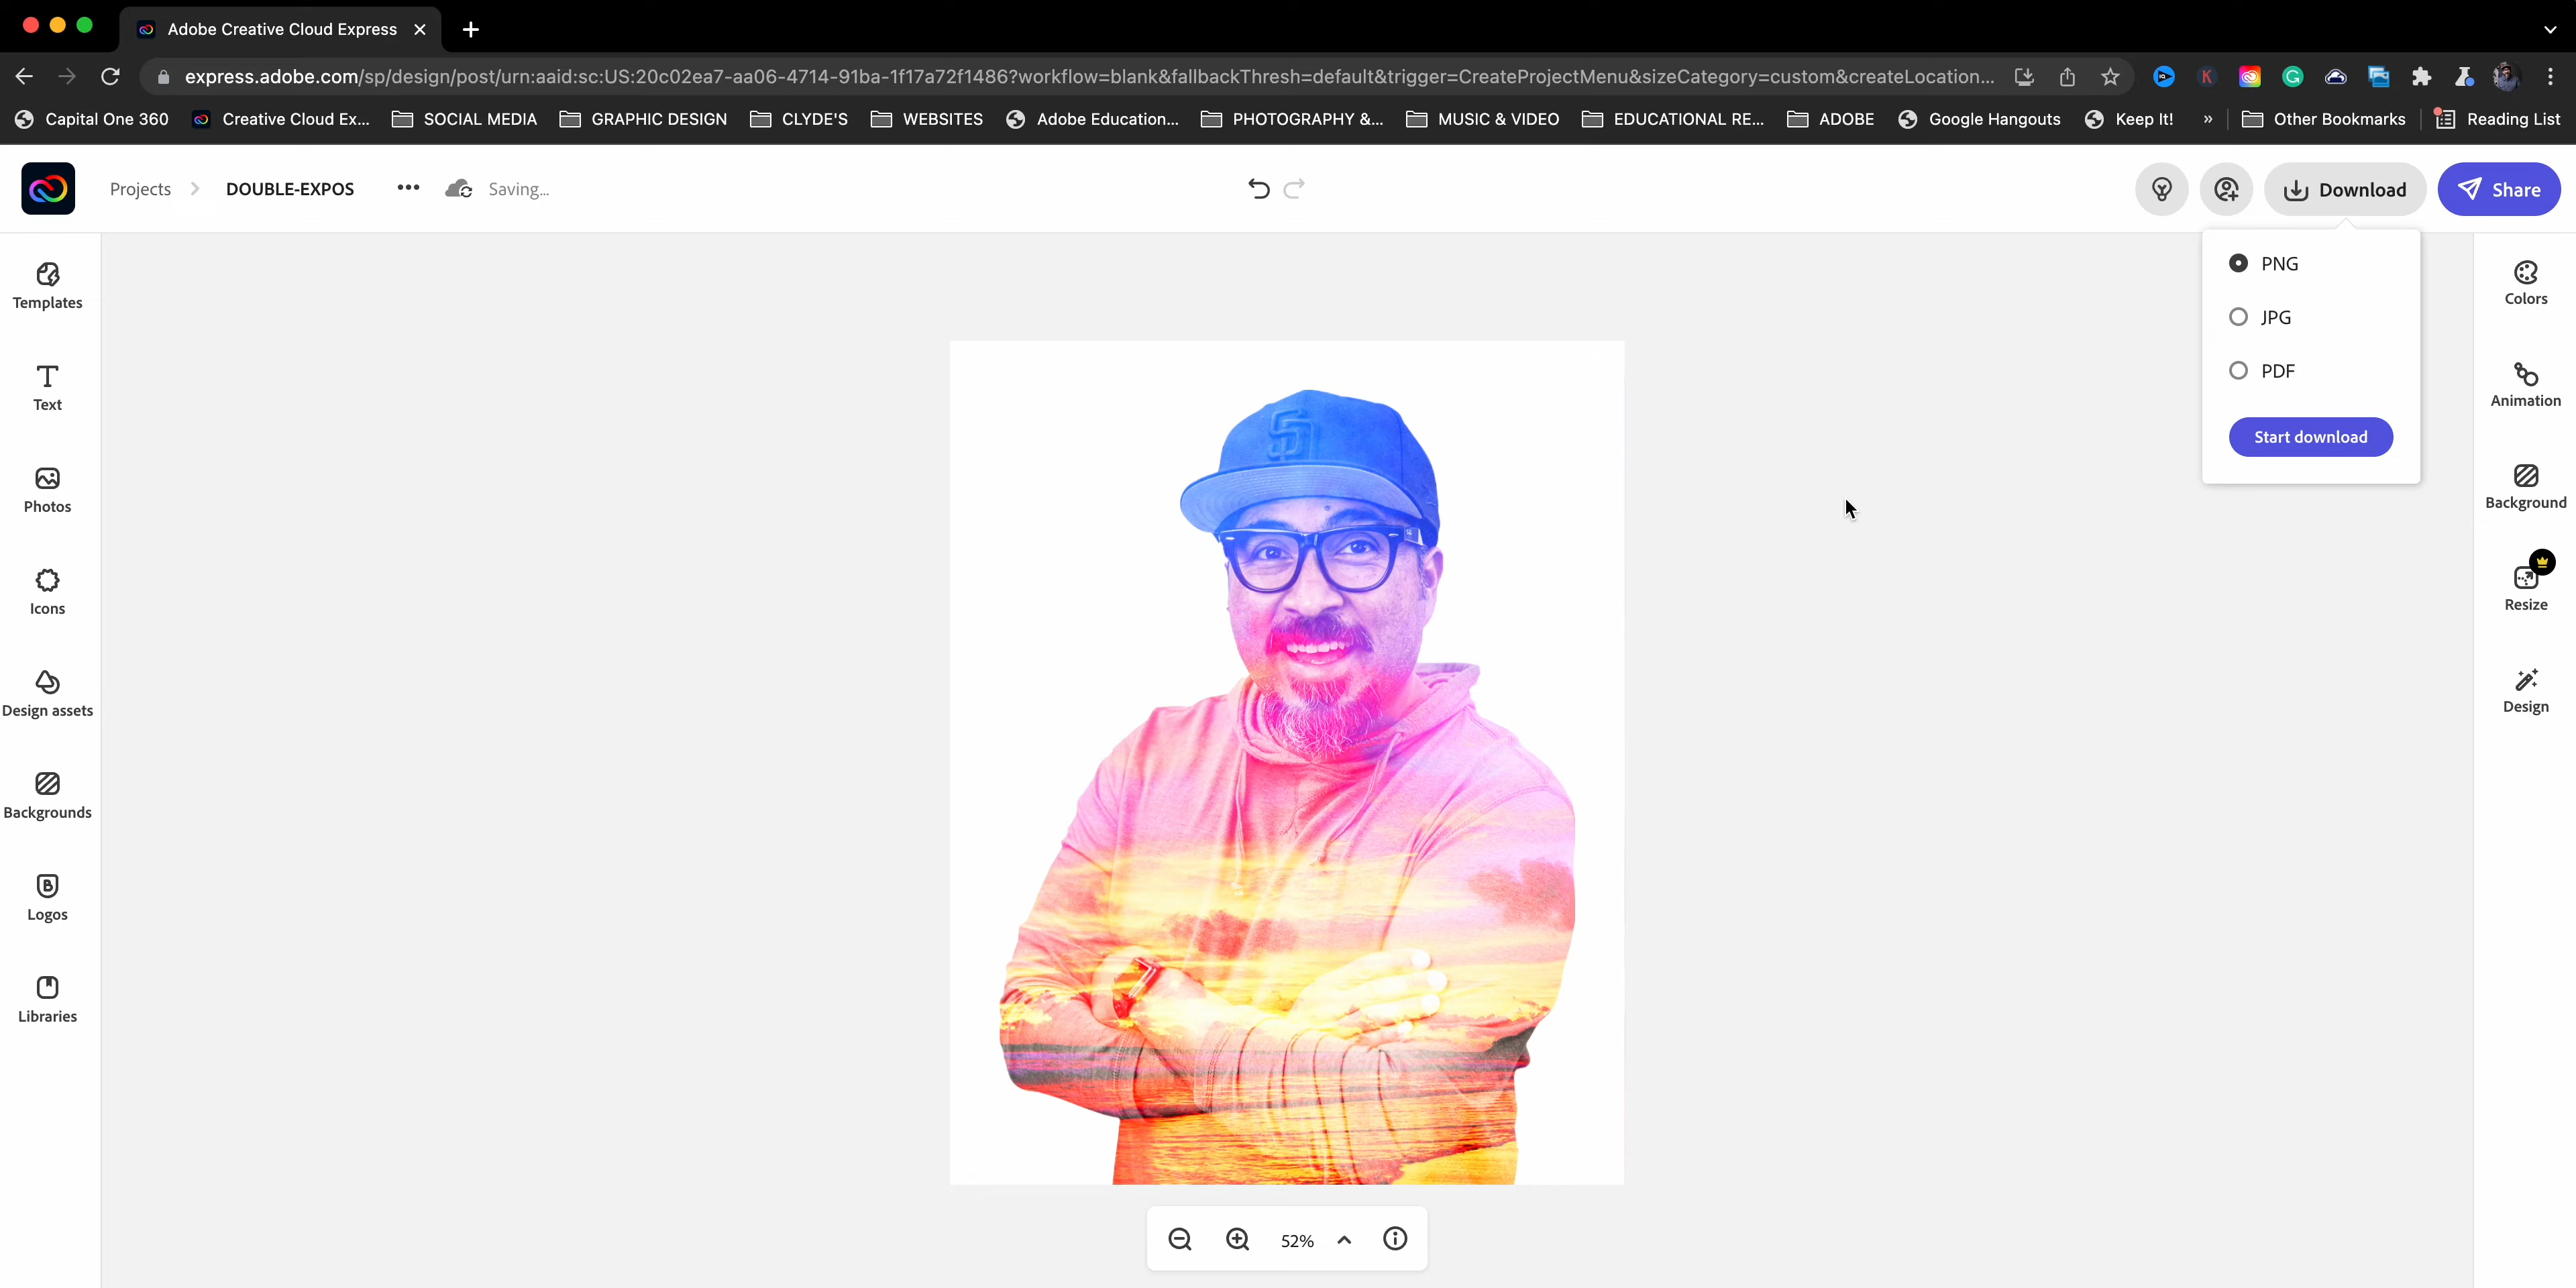 Adobe Creative Cloud Express
express.adobe.com/sp/design/post/urn:aaid:sc:US:20c02ea7-aa06-4714-91ba-1f17a72f1486?workflow=blank&fallbackThresh=default&trigger=CreateProjectMenu&sizeCategory=custom&createLocation...
Capital One 360 Creative Cloud Ex... SOCIAL MEDIA GRAPHIC DESIGN CLYDE'S WEBSITES Adobe Education... PHOTOGRAPHY &... MUSIC & VIDEO EDUCATIONAL RE... ADOBE Google Hangouts Keep It! » Other Bookmarks Reading List
Projects DOUBLE-EXPOS ••• Saving... Download Share
PNG
JPG
PDF
Start download
Templates
Text
Photos
Icons
Design assets
Backgrounds
Logos
Libraries
Colors
Animation
Background
Resize
Design
SD
52%